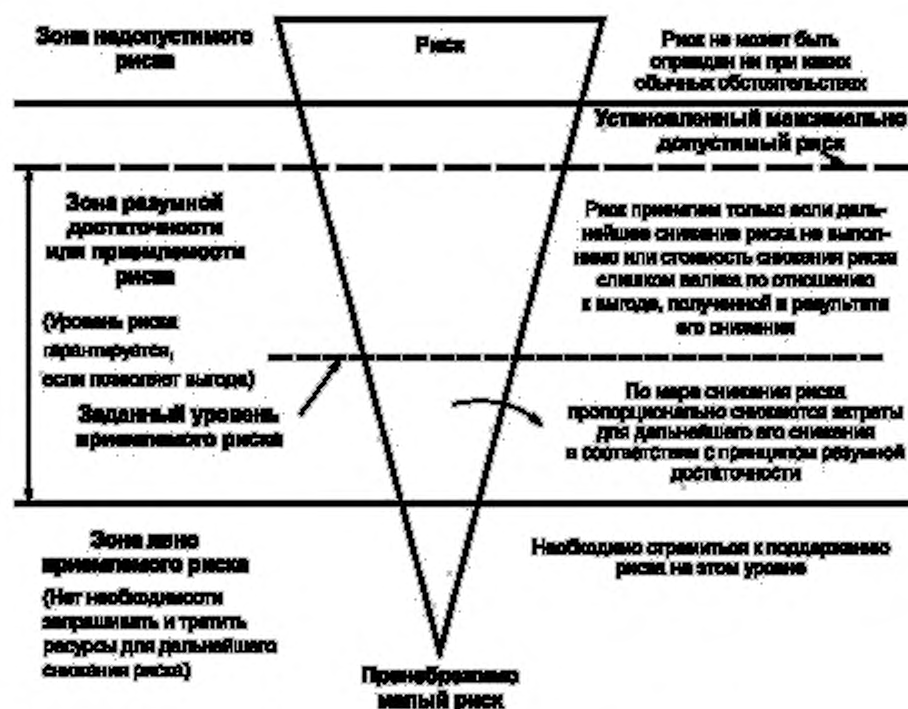 Зона недопустимого
риска
Риск
Риск не может быть
оправдан ни при каких
обычных обстоятельствах
Установленный максимально
допустимый риск
Зона разумной
достаточности
или приемлемости
риска
(Уровень риска
гарантируется,
если позволяет выгода)
Риск приемлем только если даль-
нейшее снижение риска не выпол-
нимо или стоимость снижения риска
слишком велика по отношению
к выгоде, полученной в результате
его снижения
Заданный уровень
приемлемого риска
По мере снижения риска
пропорционально снижаются затраты
для дальнейшего его снижения
в соответствии с принципом разумной
достаточности
Зона явно
приемлемого риска
(Нет необходимости
запрашивать и тратить
ресурсы для дальнейшего
снижения риска)
Необходимо стремиться к поддержанию
риска на этом уровне
Пренебрежимо
малый риск